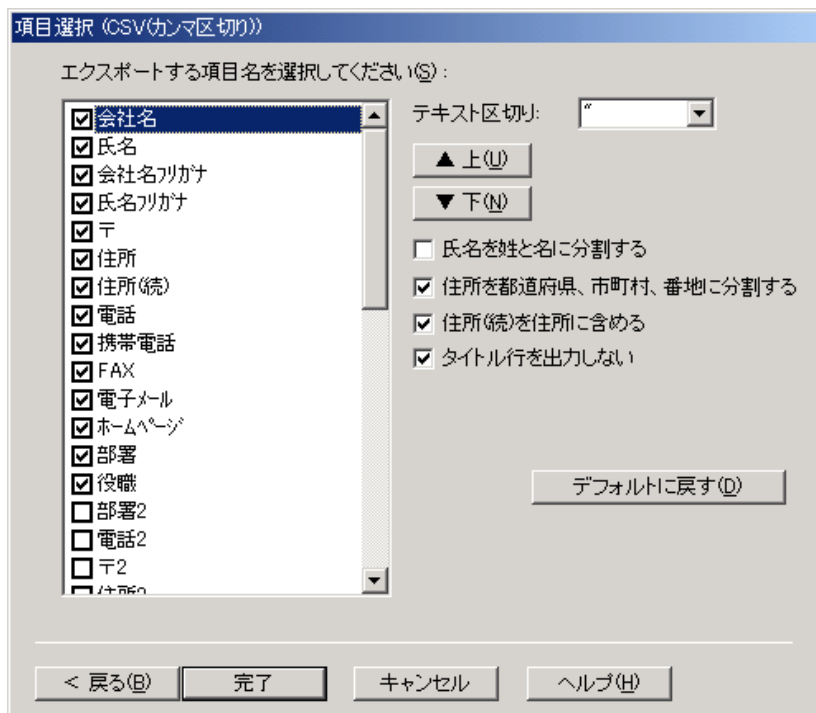 項目選択 (CSV(カンマ区切り))
エクスポートする項目名を選択してください(S):
会社名
氏名
会社名ﾌﾘｶﾞﾅ
氏名ﾌﾘｶﾞﾅ
〒
住所
住所(続)
電話
携帯電話
FAX
電子ﾒｰﾙ
ﾎｰﾑﾍﾟｰｼﾞ
部署
役職
部署2
電話2
〒2
住所2
テキスト区切り:
"
▲ 上(U)
▼ 下(N)
氏名を姓と名に分割する
住所を都道府県、市町村、番地に分割する
住所(続)を住所に含める
タイトル行を出力しない
デフォルトに戻す(D)
< 戻る(B)
完了
キャンセル
ヘルプ(H)